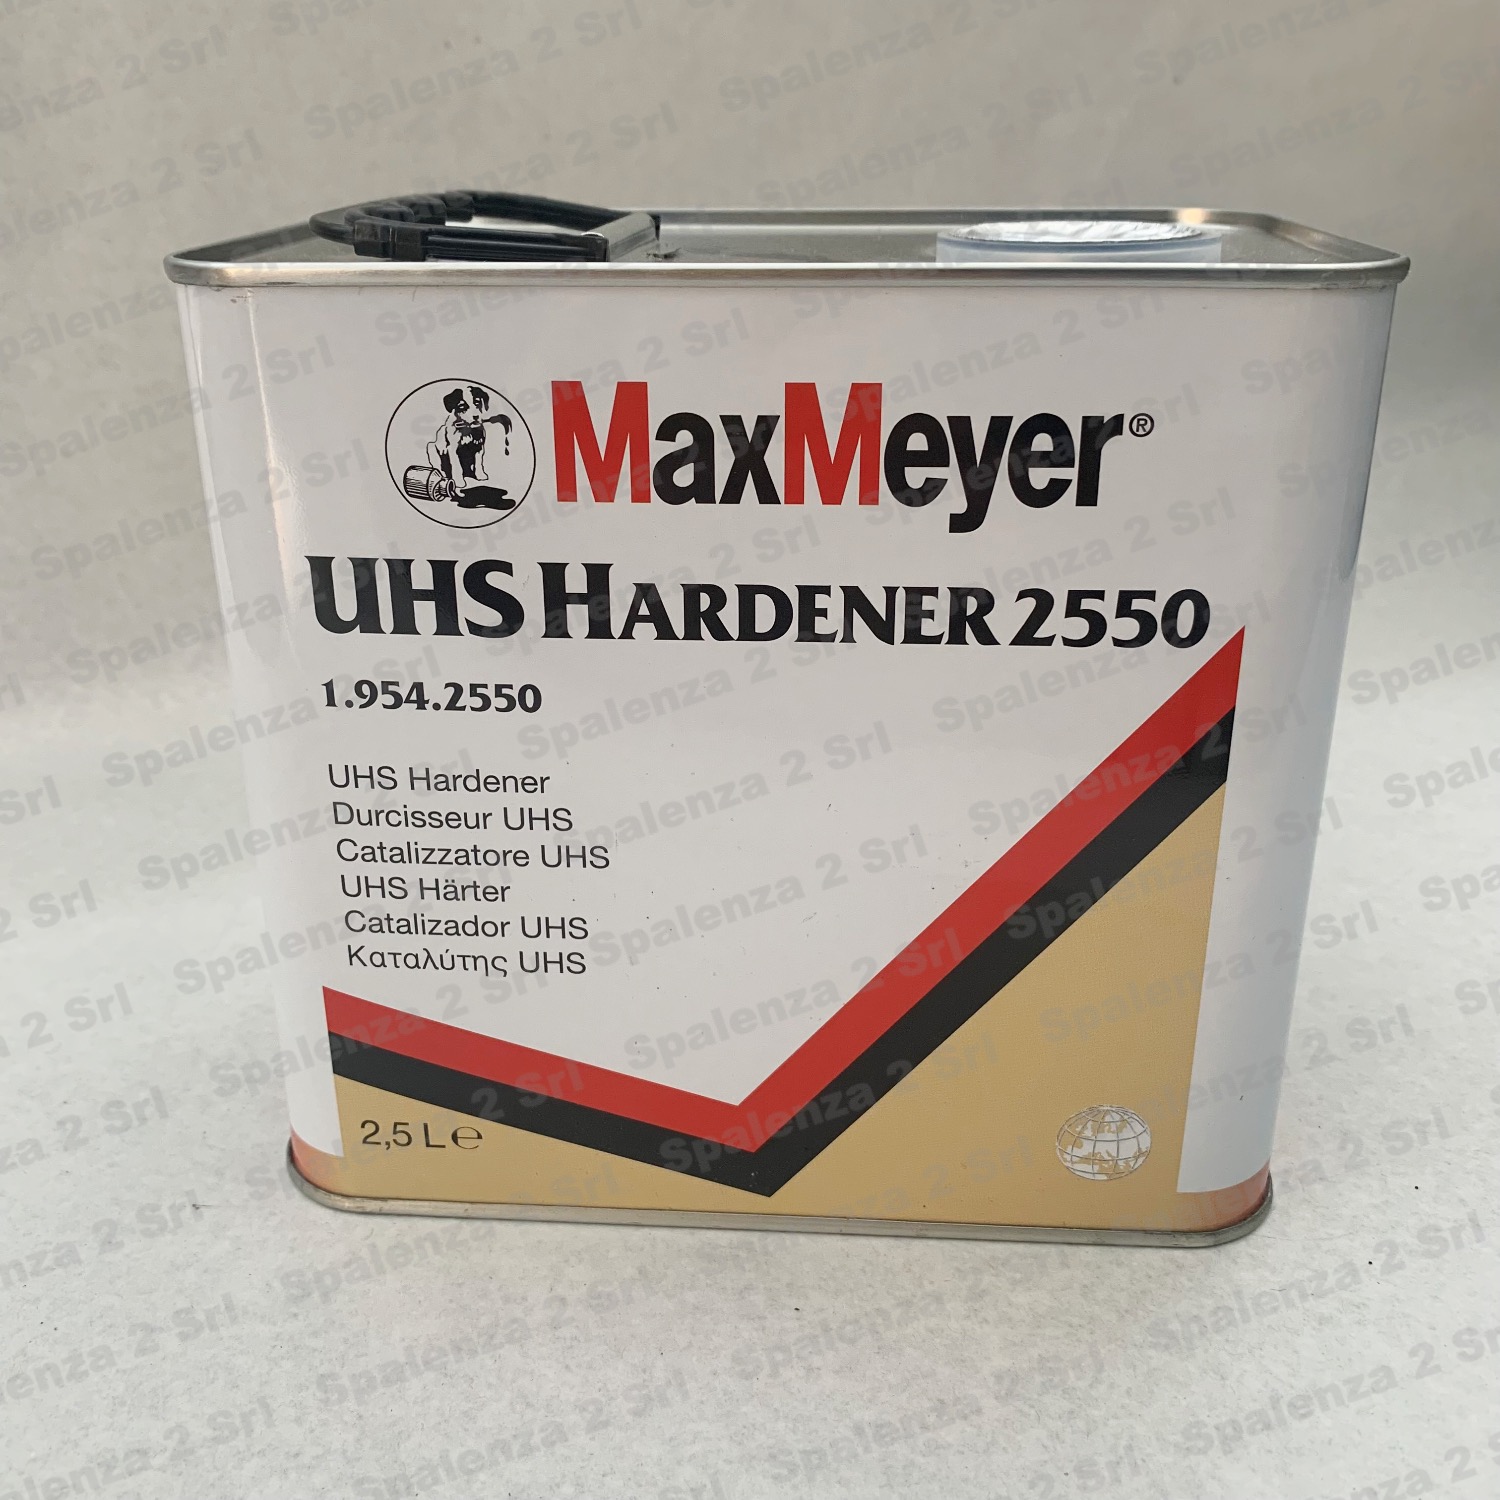 MaxMeyer®
UHS HARDENER 2550
1.954.2550
UHS Hardener
Durcisseur UHS
Catalizzatore UHS
UHS Härter
Catalizador UHS
Καταλύτης UHS
2,5 L ℮
Spalenza 2 Srl